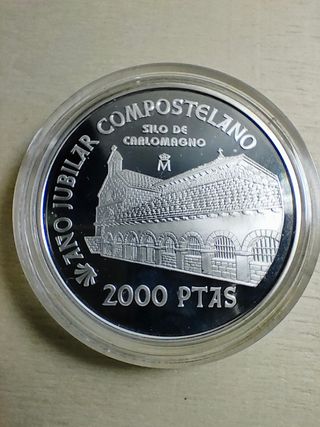 AÑO JUBILAR COMPOSTELANO
SILO DE
CARLOMAGNO
M
2000 PTAS